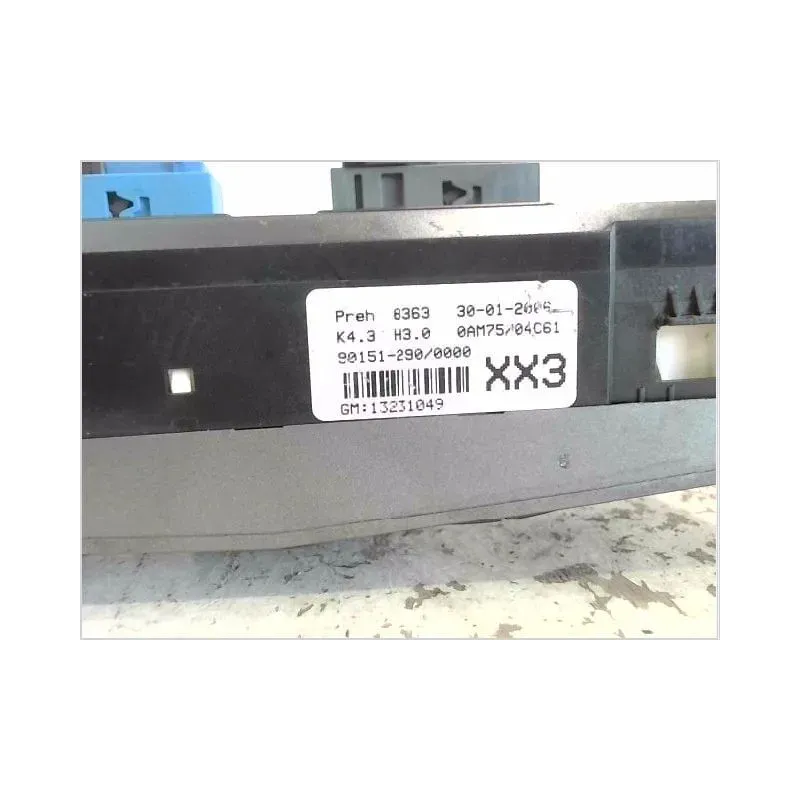 Preh 6363 30-01-2006
K4.3 H3.0 0AM75/04C61
90151-290/0000
XX3
GM:13231049